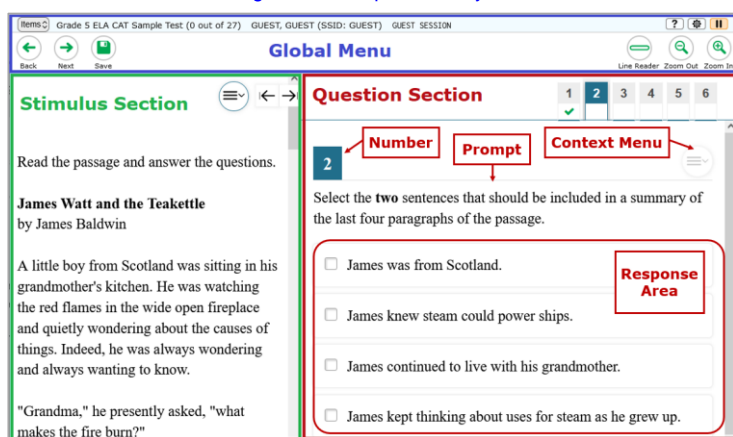 Items Grade 5 ELA CAT Sample Test (0 out of 27) GUEST, GUEST (SSID: GUEST) GUEST SESSION ?
Back Next Save
Global Menu
Line Reader Zoom Out Zoom In
Stimulus Section
Read the passage and answer the questions.
James Watt and the Teakettle
by James Baldwin
A little boy from Scotland was sitting in his
grandmother's kitchen. He was watching
the red flames in the wide open fireplace
and quietly wondering about the causes of
things. Indeed, he was always wondering
and always wanting to know.
"Grandma," he presently asked, "what
makes the fire burn?"
Question Section
1 2 3 4 5 6
Number
Prompt
Context Menu
2
Select the two sentences that should be included in a summary of
the last four paragraphs of the passage.
James was from Scotland.
James knew steam could power ships.
James continued to live with his grandmother.
James kept thinking about uses for steam as he grew up.
Response
Area